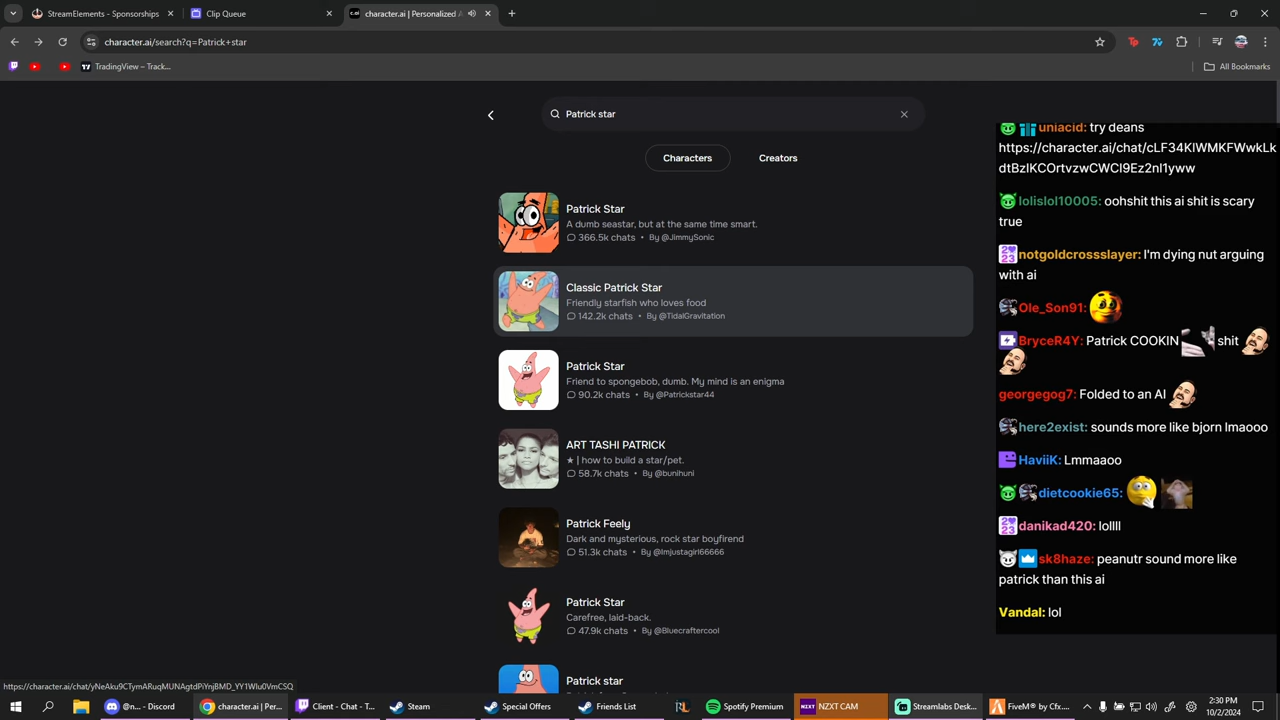 StreamElements - Sponsorships
Clip Queue
character.ai | Personalized A
character.ai/search?q=Patrick+star
TradingView – Track...
All Bookmarks
Patrick star
Characters
Creators
Patrick Star
A dumb seastar, but at the same time smart.
366.5k chats • By @JimmySonic
Classic Patrick Star
Friendly starfish who loves food
142.2k chats • By @TidalGravitation
Patrick Star
Friend to spongebob, dumb. My mind is an enigma
90.2k chats • By @Patrickstar44
ART TASHI PATRICK
★ | how to build a star/pet.
58.7k chats • By @bunihuni
Patrick Feely
Dark and mysterious, rock star boyfirend
51.3k chats • By @Imjustagirl66666
Patrick Star
Carefree, laid-back.
47.9k chats • By @Bluecraftercool
Patrick star
uniacid: try deans
https://character.ai/chat/cLF34KIWMKFWwkLk
dtBzIKCOrtvzwCWCI9Ez2nI1yww
lolislol10005: oohshit this ai shit is scary
true
notgoldcrossslayer: I'm dying nut arguing
with ai
Ole_Son91:
BryceR4Y: Patrick COOKIN shit
georgegog7: Folded to an AI
here2exist: sounds more like bjorn lmaooo
HaviiK: Lmmaaoo
dietcookie65:
danikad420: lollll
sk8haze: peanutr sound more like
patrick than this ai
Vandal: lol
https://character.ai/chat/yNeAku9CTymARuqMUNAgtdPiYnjBMD_YY1Wlu0VmCSQ
@n... - Discord
character.ai | Per...
Client - Chat - T...
Steam
Special Offers
Friends List
Spotify Premium
NZXT CAM
Streamlabs Desk...
FiveM® by Cfx...
2:30 PM
10/2/2024